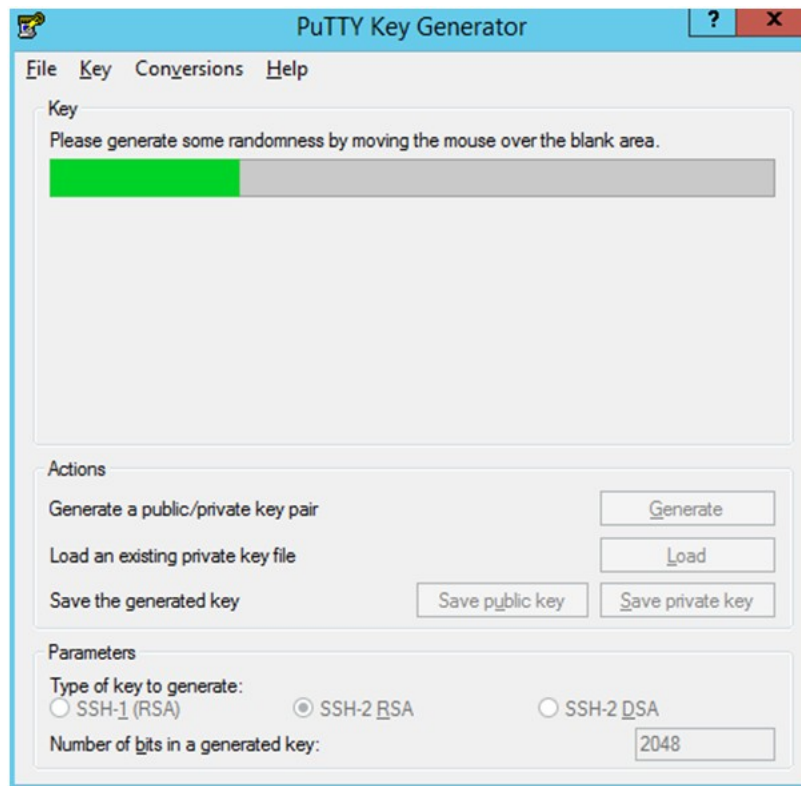 PuTTY Key Generator ? x
File Key Conversions Help
Key
Please generate some randomness by moving the mouse over the blank area.
Actions
Generate a public/private key pair Generate
Load an existing private key file Load
Save the generated key Save public key Save private key
Parameters
Type of key to generate:
SSH-1 (RSA) SSH-2 RSA SSH-2 DSA
Number of bits in a generated key: 2048